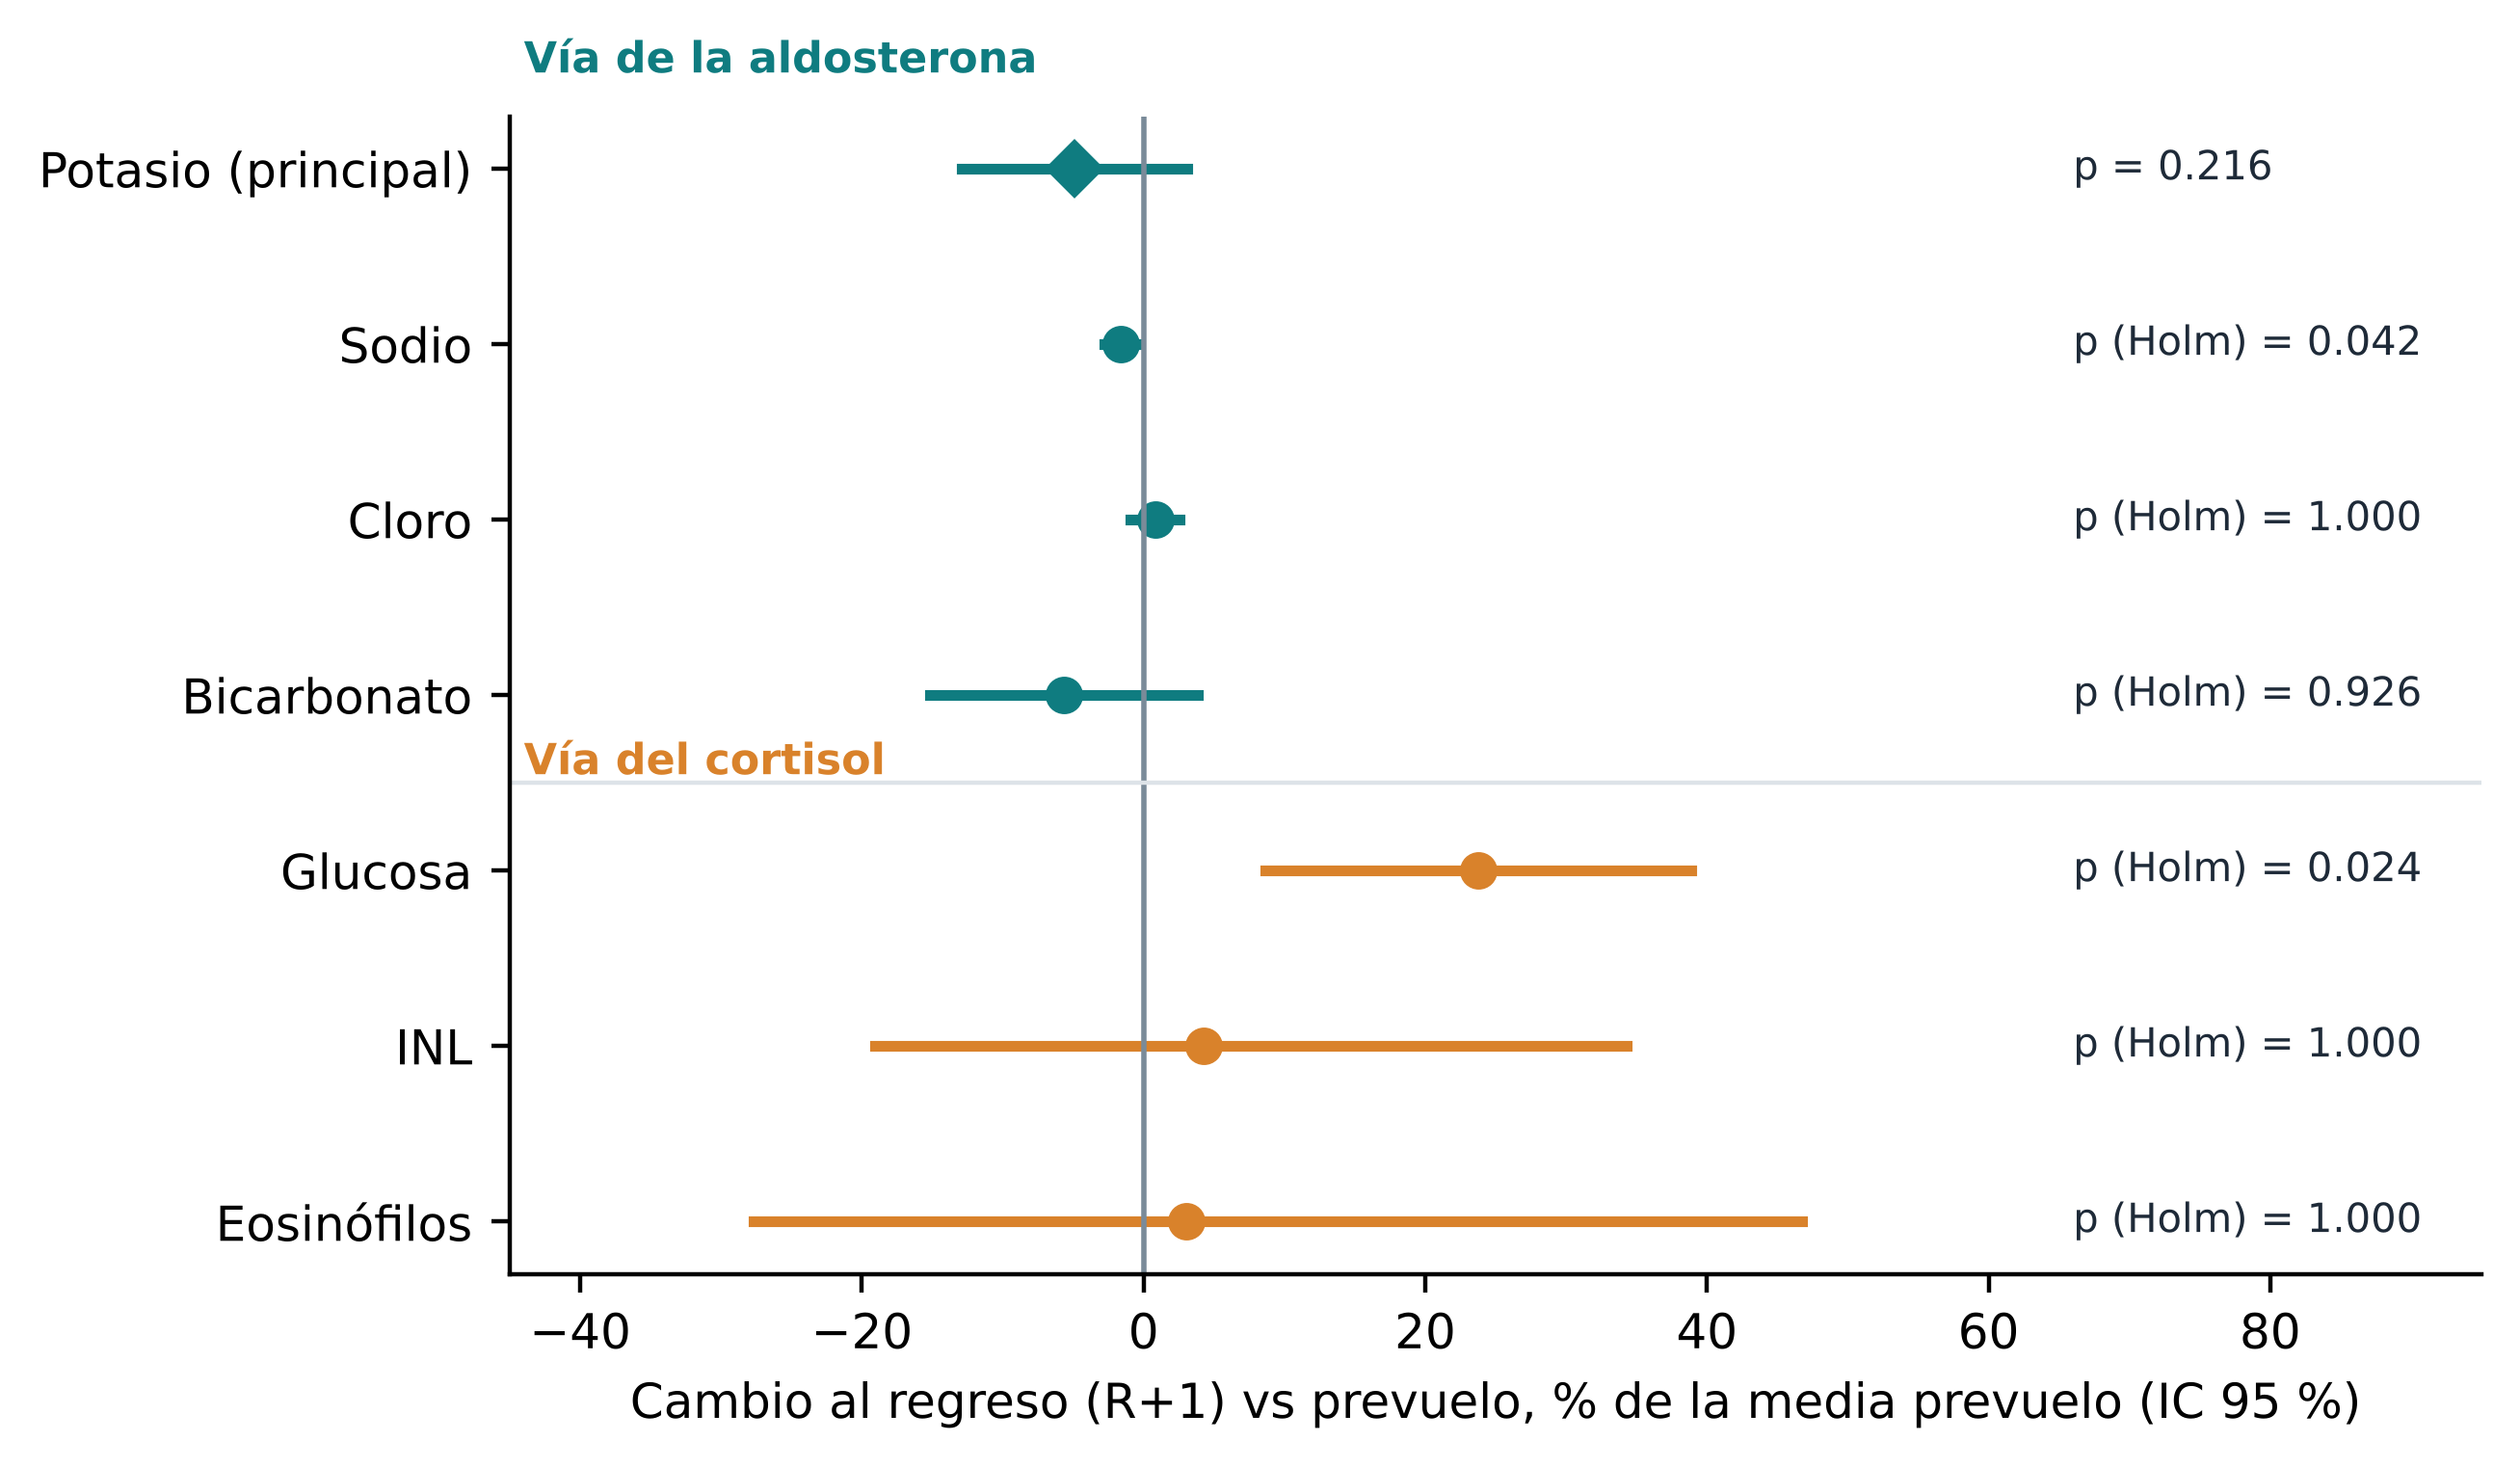 Vía de la aldosterona
Potasio (principal) p = 0.216
Sodio p (Holm) = 0.042
Cloro p (Holm) = 1.000
Bicarbonato p (Holm) = 0.926
Vía del cortisol
Glucosa p (Holm) = 0.024
INL p (Holm) = 1.000
Eosinófilos p (Holm) = 1.000
−40 −20 0 20 40 60 80
Cambio al regreso (R+1) vs prevuelo, % de la media prevuelo (IC 95 %)